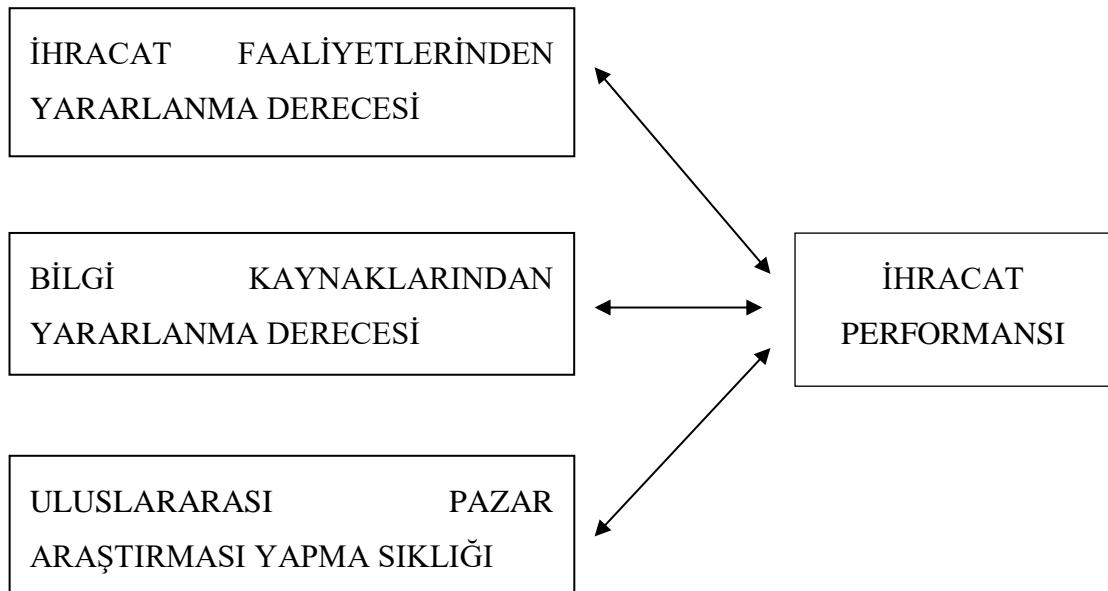 İHRACAT FAALİYETLERİNDEN
YARARLANMA DERECESİ
BİLGİ KAYNAKLARINDAN
YARARLANMA DERECESİ
İHRACAT
PERFORMANSI
ULUSLARARASI PAZAR
ARAŞTIRMASI YAPMA SIKLIĞI